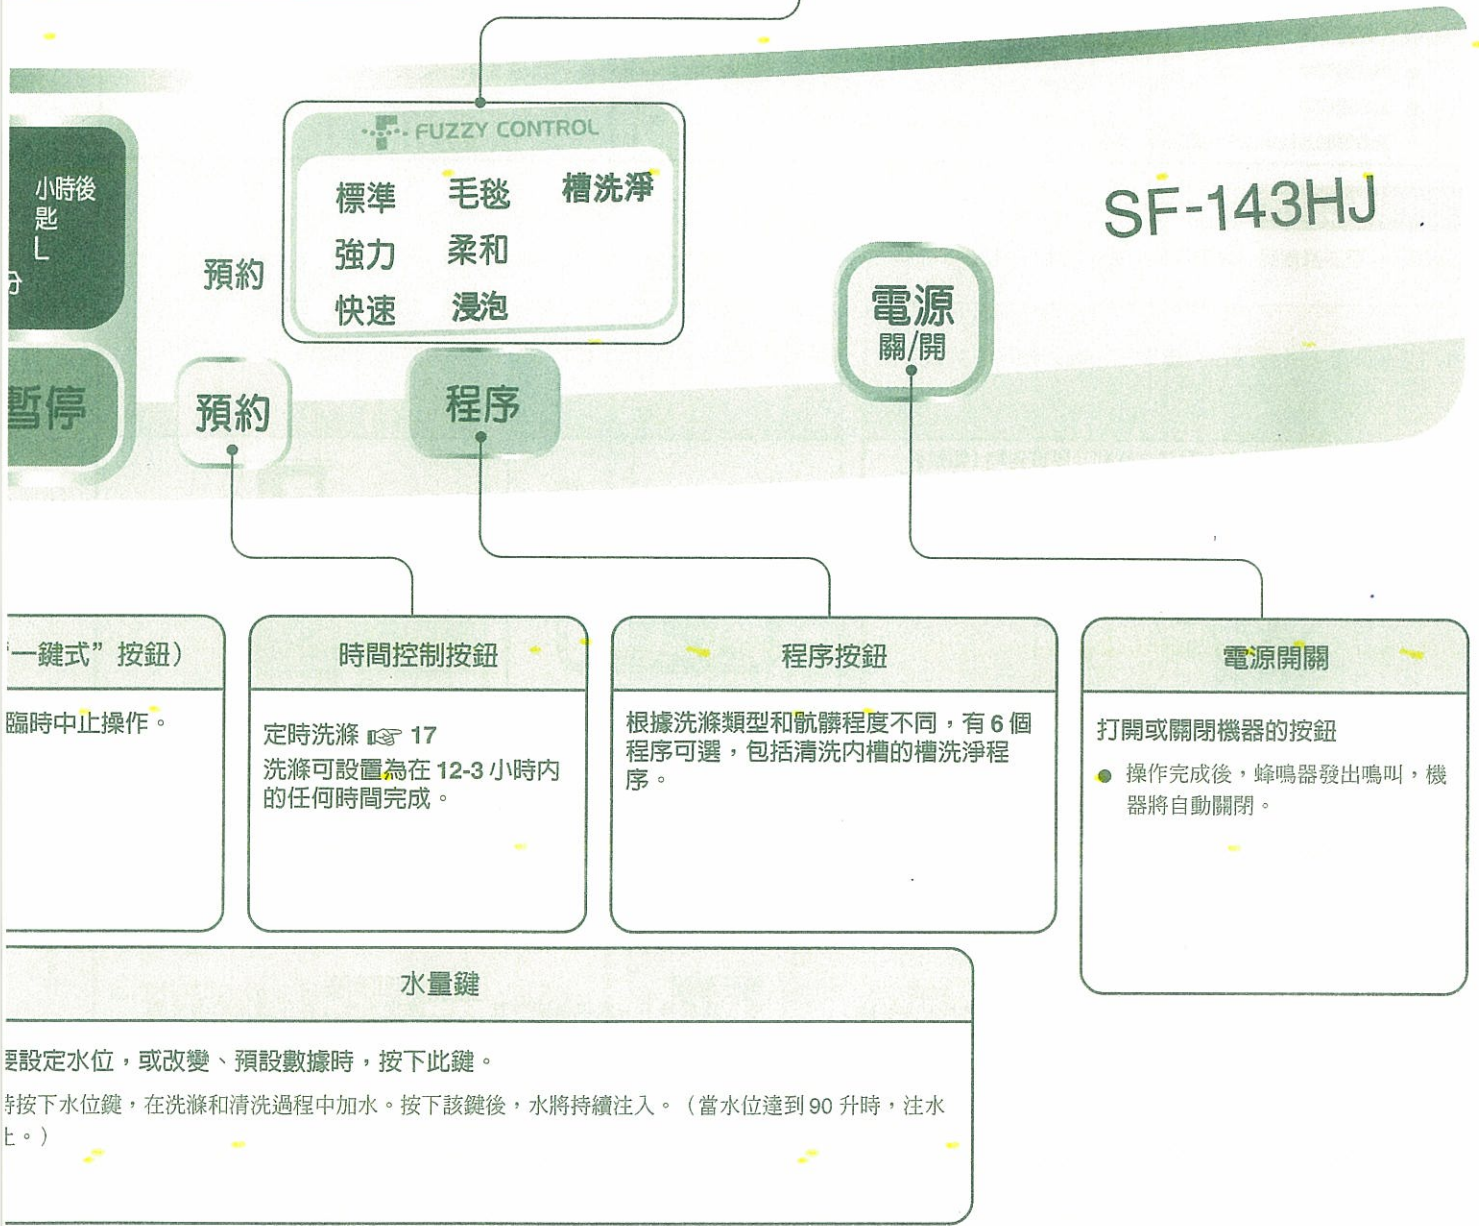 FUZZY CONTROL
標準 毛毯 槽洗淨
強力 柔和
快速 浸泡
小時後
匙
L
分
預約
SF-143HJ
電源
關/開
暫停
預約
程序
一鍵式”按鈕）
臨時中止操作。
時間控制按鈕
定時洗滌 ☞ 17
洗滌可設置為在 12-3 小時内
的任何時間完成。
程序按鈕
根據洗滌類型和骯髒程度不同，有 6 個
程序可選，包括清洗内槽的槽洗淨程
序。
電源開關
打開或關閉機器的按鈕
● 操作完成後，蜂鳴器發出鳴叫，機
器將自動關閉。
水量鍵
要設定水位，或改變、預設數據時，按下此鍵。
時按下水位鍵，在洗滌和清洗過程中加水。按下該鍵後，水將持續注入。（當水位達到 90 升時，注水
止。）